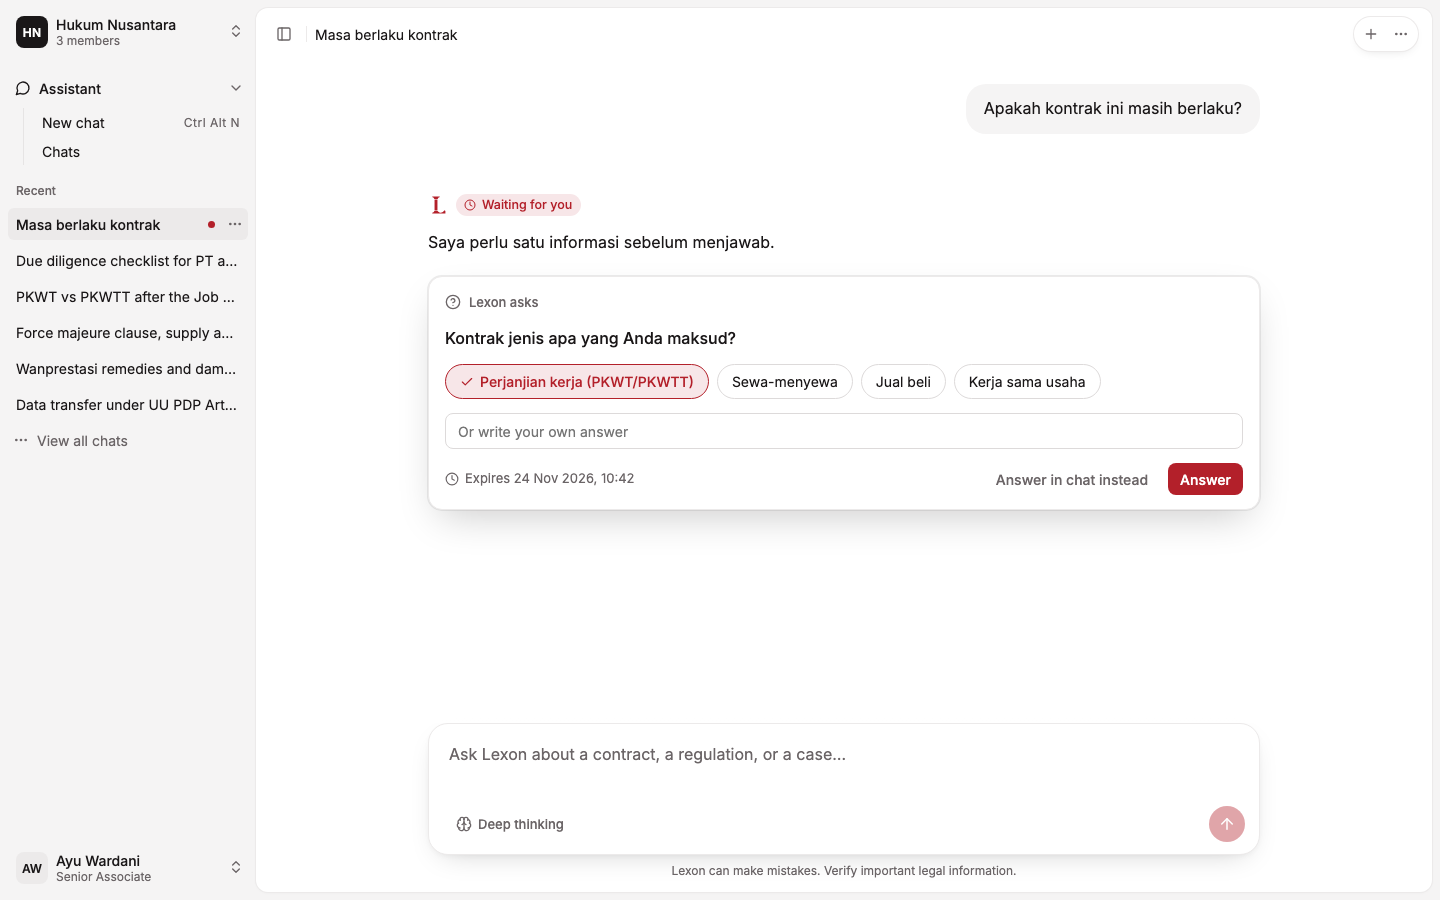 HN
Hukum Nusantara
3 members
Assistant
New chat
Ctrl Alt N
Chats
Recent
Masa berlaku kontrak
Due diligence checklist for PT a...
PKWT vs PKWTT after the Job ...
Force majeure clause, supply a...
Wanprestasi remedies and dam...
Data transfer under UU PDP Art...
View all chats
AW
Ayu Wardani
Senior Associate
Masa berlaku kontrak
Apakah kontrak ini masih berlaku?
L
Waiting for you
Saya perlu satu informasi sebelum menjawab.
Lexon asks
Kontrak jenis apa yang Anda maksud?
Perjanjian kerja (PKWT/PKWTT)
Sewa-menyewa
Jual beli
Kerja sama usaha
Or write your own answer
Expires 24 Nov 2026, 10:42
Answer in chat instead
Answer
Ask Lexon about a contract, a regulation, or a case...
Deep thinking
Lexon can make mistakes. Verify important legal information.